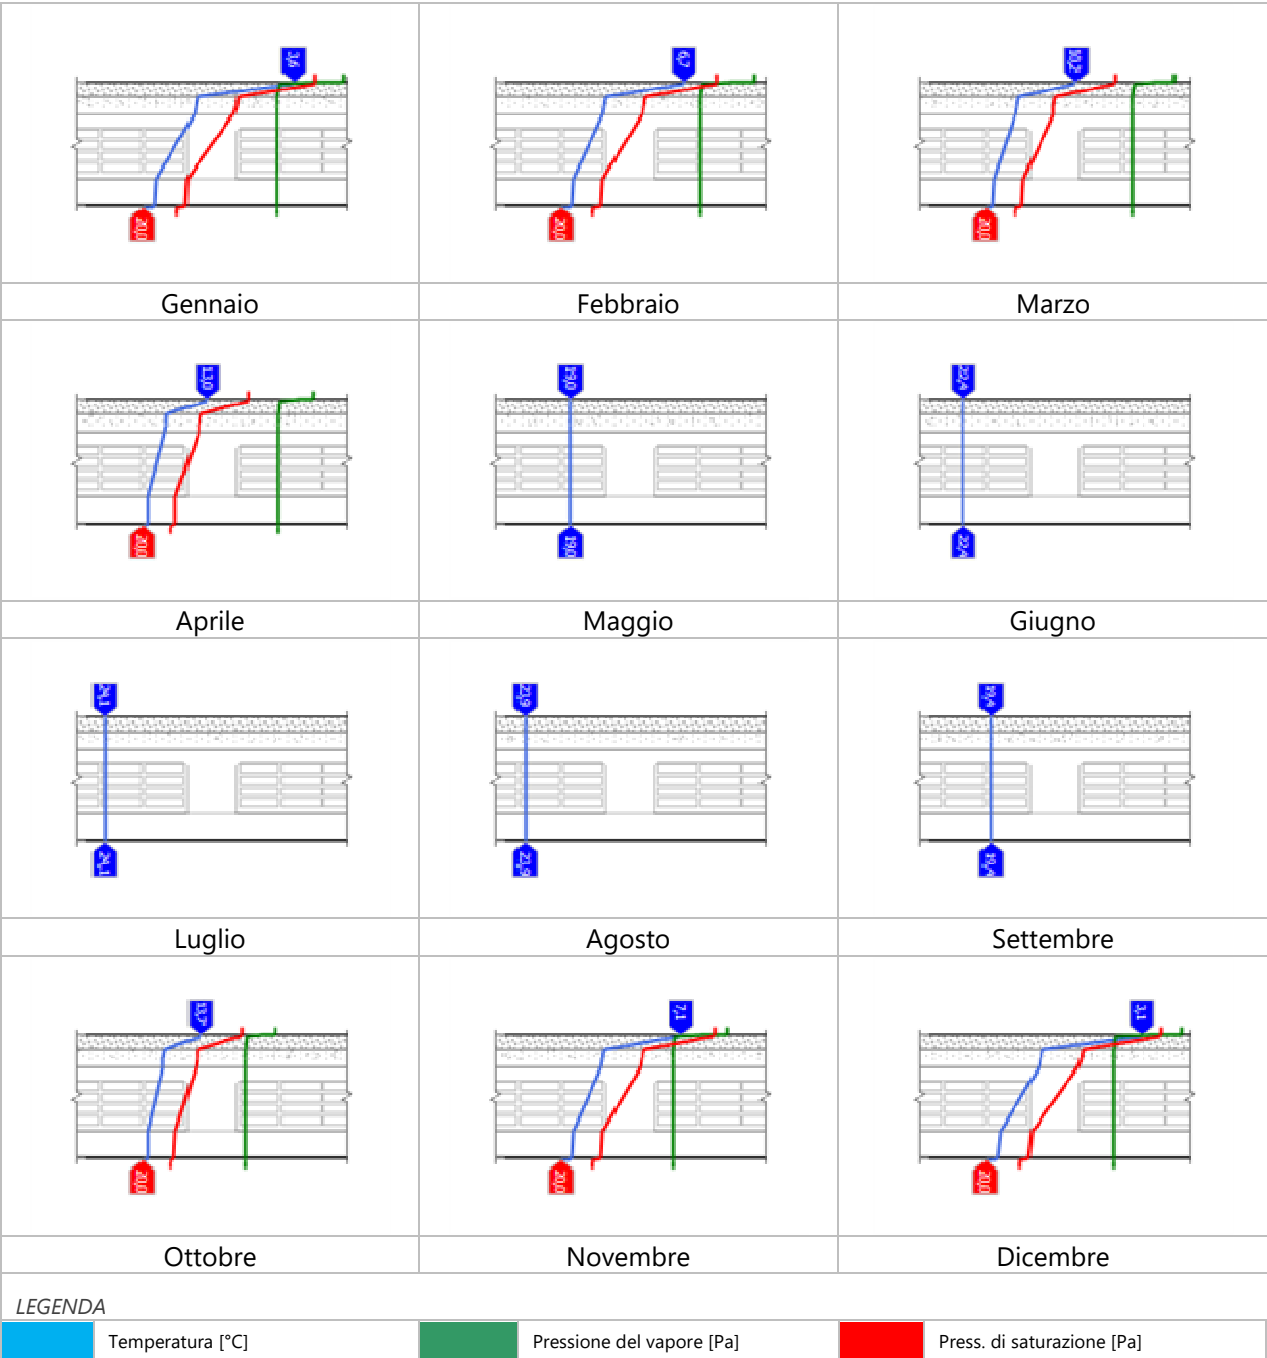 3,6 6,7 10,2
20,0 20,0 20,0
Gennaio Febbraio Marzo
13,0 19,0 22,4
20,0 19,0 22,4
Aprile Maggio Giugno
24,1 23,9 19,4
24,1 23,9 19,4
Luglio Agosto Settembre
13,7 7,1 3,1
20,0 20,0 20,0
Ottobre Novembre Dicembre
LEGENDA
Temperatura [°C] Pressione del vapore [Pa] Press. di saturazione [Pa]